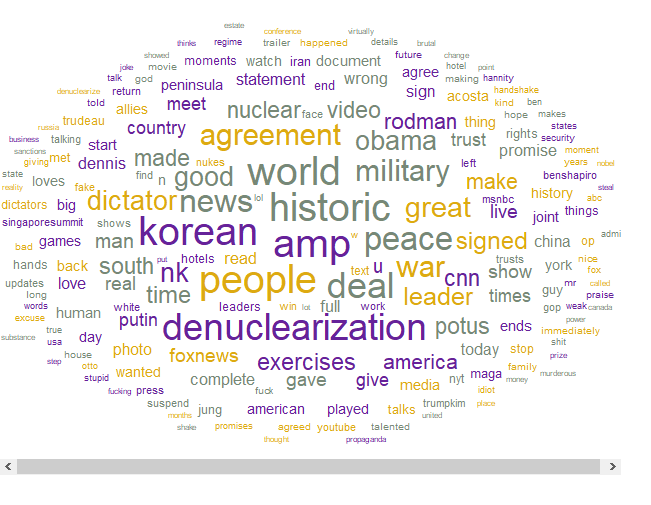 estate
thinks regime trailer conference happened virtually details brutal
joke showed movie moments watch iran document future change
talk god statement wrong agree hotel point
denuclearize return peninsula end making hannity
told allies meet nuclear face video sign acosta handshake kind ben
russia trudeau country agreement obama rodman thing hope makes
business talking start trust rights states security
sanctions giving met dennis made nukes world military promise moment
state loves find n good left benshapiro years nobel
reality fake dictator news lol historic great make history abc steal
dictators big msnbc live joint things
singaporesummit shows korean amp w peace signed china op admi
bad games man put
hands back south nk hotels read people text u war cnn trusts show york nice fox
updates long love real time deal leader times guy mr called praise
words white leaders win lot full work gop weak canada
excuse human putin denuclearization potus ends power immediately
substance true usa day shit
step house photo foxnews exercises america today stop prize
otto wanted complete gave give media nyt maga family money murderous
stupid fucking press fuck idiot
suspend jung american played talks trumpkim place
months united
shake promises agreed youtube talented
thought propaganda